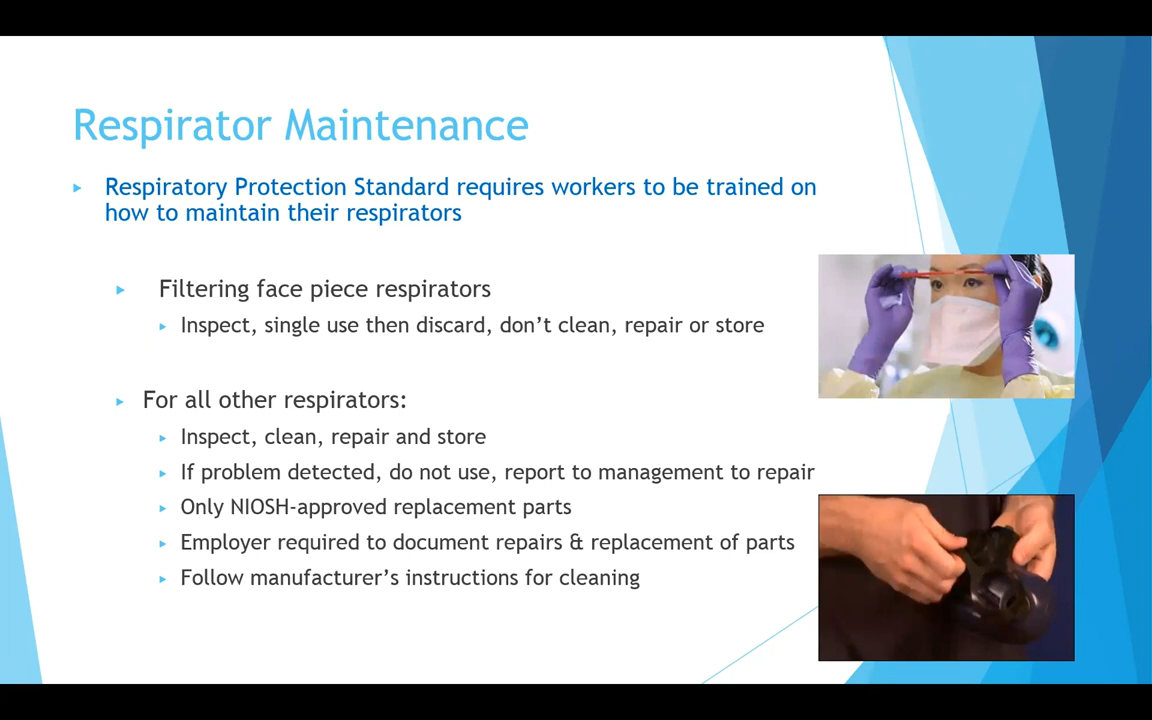 Respirator Maintenance
Respiratory Protection Standard requires workers to be trained on
how to maintain their respirators
Filtering face piece respirators
Inspect, single use then discard, don’t clean, repair or store
For all other respirators:
Inspect, clean, repair and store
If problem detected, do not use, report to management to repair
Only NIOSH-approved replacement parts
Employer required to document repairs & replacement of parts
Follow manufacturer’s instructions for cleaning